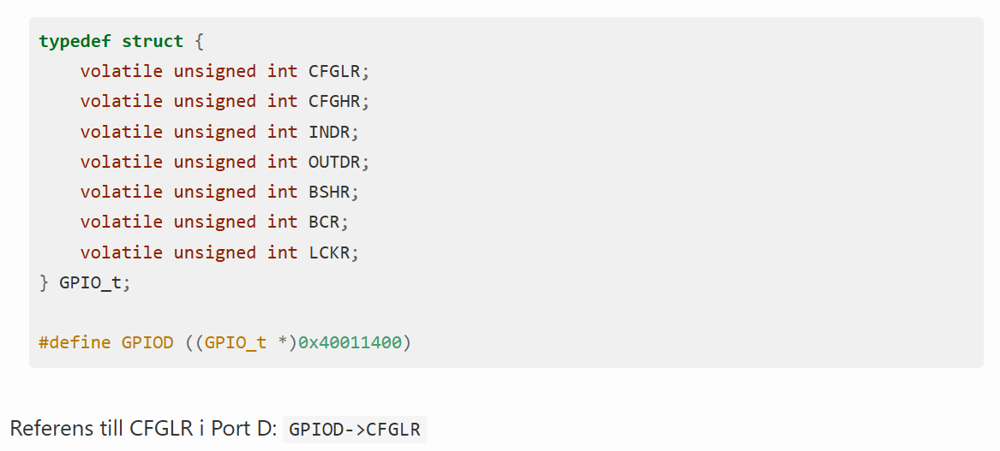 typedef struct {
    volatile unsigned int CFGLR;
    volatile unsigned int CFGHR;
    volatile unsigned int INDR;
    volatile unsigned int OUTDR;
    volatile unsigned int BSHR;
    volatile unsigned int BCR;
    volatile unsigned int LCKR;
} GPIO_t;
#define GPIOD ((GPIO_t *)0x40011400)
Referens till CFGLR i Port D: GPIOD->CFGLR